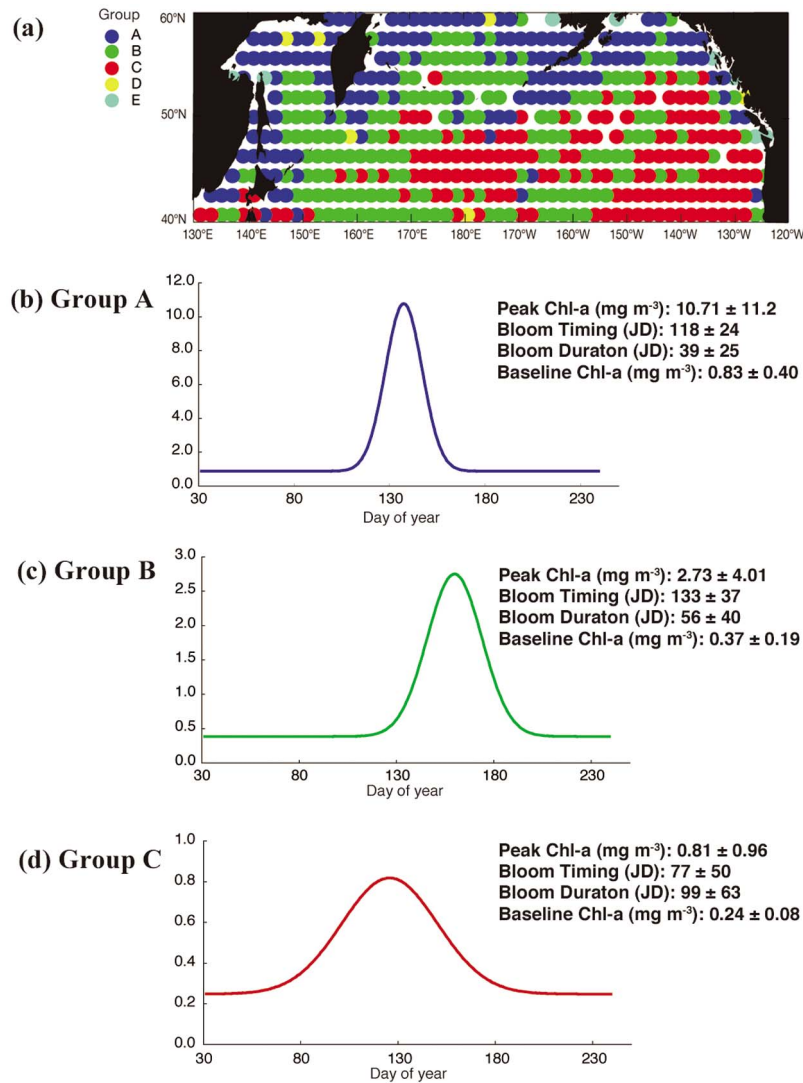 (a)
Group
A
B
C
D
E
60°N
50°N
40°N
130°E 140°E 150°E 160°E 170°E 180°E 170°W 160°W 150°W 140°W 130°W 120°W
(b) Group A
12.0
10.0
8.0
6.0
4.0
2.0
0.0
30 80 130 180 230
Day of year
Peak Chl-a (mg m⁻³): 10.71 ± 11.2
Bloom Timing (JD): 118 ± 24
Bloom Duraton (JD): 39 ± 25
Baseline Chl-a (mg m⁻³): 0.83 ± 0.40
(c) Group B
3.0
2.5
2.0
1.5
1.0
0.5
0.0
30 80 130 180 230
Day of year
Peak Chl-a (mg m⁻³): 2.73 ± 4.01
Bloom Timing (JD): 133 ± 37
Bloom Duraton (JD): 56 ± 40
Baseline Chl-a (mg m⁻³): 0.37 ± 0.19
(d) Group C
1.0
0.8
0.6
0.4
0.2
0.0
30 80 130 180 230
Day of year
Peak Chl-a (mg m⁻³): 0.81 ± 0.96
Bloom Timing (JD): 77 ± 50
Bloom Duraton (JD): 99 ± 63
Baseline Chl-a (mg m⁻³): 0.24 ± 0.08